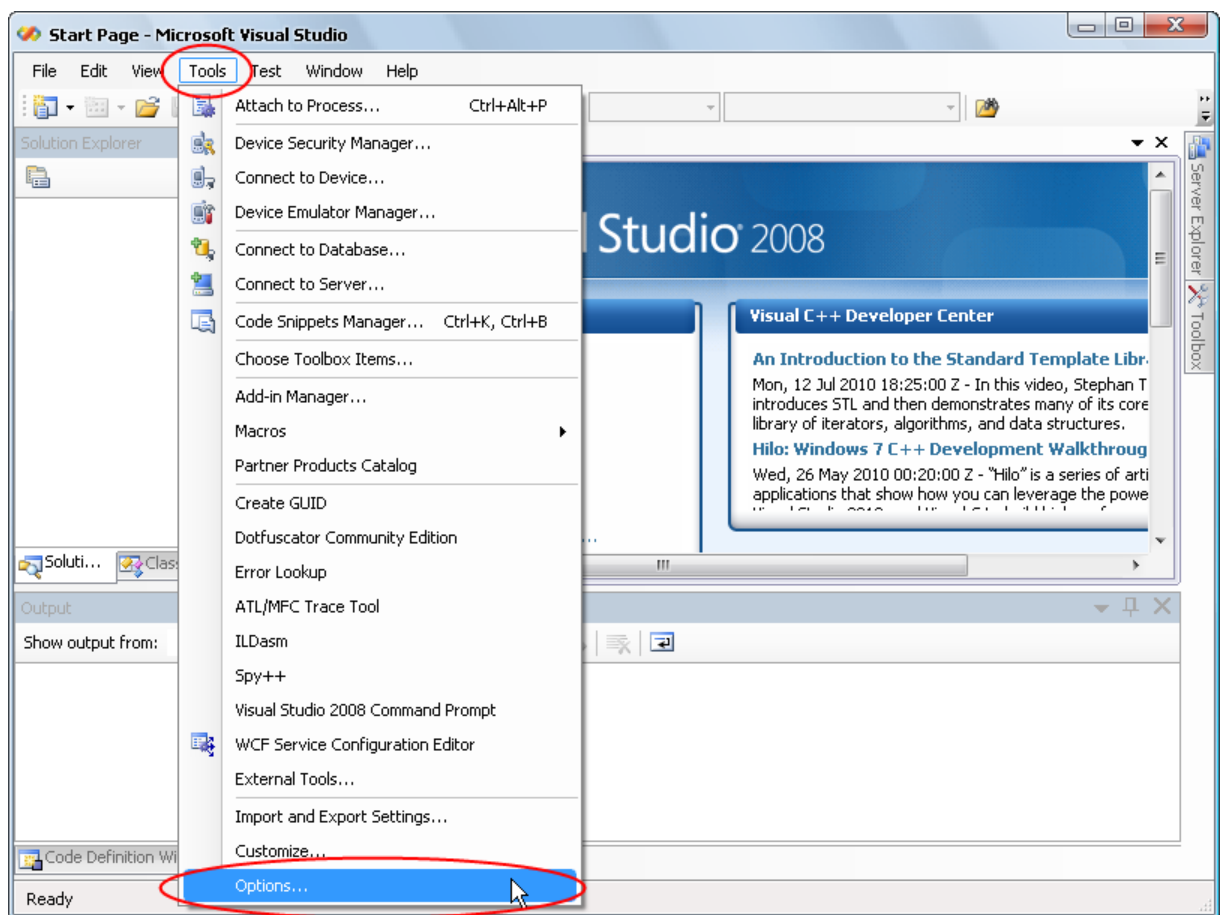 Start Page - Microsoft Visual Studio
File Edit View Tools Test Window Help
Attach to Process... Ctrl+Alt+P
Solution Explorer
Device Security Manager...
Connect to Device...
Device Emulator Manager...
Connect to Database...
Connect to Server...
Code Snippets Manager... Ctrl+K, Ctrl+B
Choose Toolbox Items...
Add-in Manager...
Macros
Partner Products Catalog
Create GUID
Dotfuscator Community Edition
Error Lookup
ATL/MFC Trace Tool
ILDasm
Spy++
Visual Studio 2008 Command Prompt
WCF Service Configuration Editor
External Tools...
Import and Export Settings...
Customize...
Options...
Studio 2008
Visual C++ Developer Center
An Introduction to the Standard Template Libr
Mon, 12 Jul 2010 18:25:00 Z - In this video, Stephan T
introduces STL and then demonstrates many of its core
library of iterators, algorithms, and data structures.
Hilo: Windows 7 C++ Development Walkthroug
Wed, 26 May 2010 00:20:00 Z - "Hilo" is a series of arti
applications that show how you can leverage the powe
...
Server Explorer
Toolbox
Soluti... Clas
Output
Show output from:
Code Definition Wi
Ready